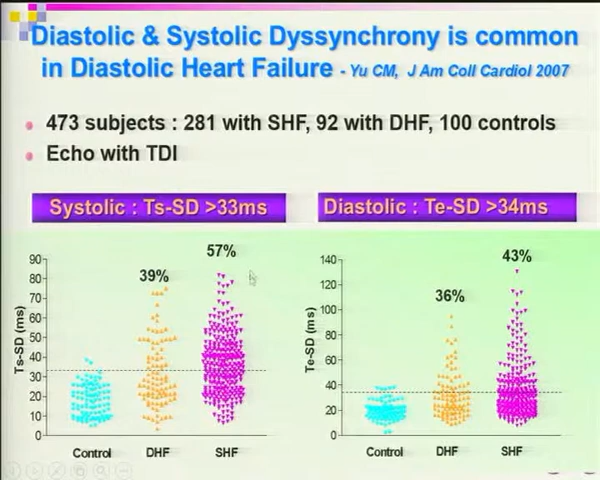 Diastolic & Systolic Dyssynchrony is common
in Diastolic Heart Failure - Yu CM, J Am Coll Cardiol 2007
473 subjects : 281 with SHF, 92 with DHF, 100 controls
Echo with TDI
Systolic : Ts-SD >33ms
Diastolic : Te-SD >34ms
Ts-SD (ms)
90
80
70
60
50
40
30
20
10
0
39%
57%
Control DHF SHF
Te-SD (ms)
140
120
100
80
60
40
20
0
36%
43%
Control DHF SHF